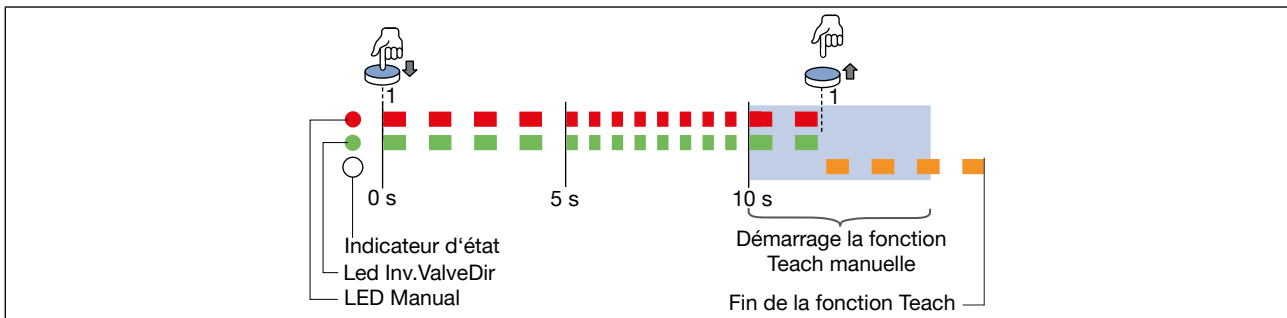 1
1
0 s
5 s
10 s
Indicateur d‘état
Led Inv.ValveDir
LED Manual
Démarrage la fonction
Teach manuelle
Fin de la fonction Teach